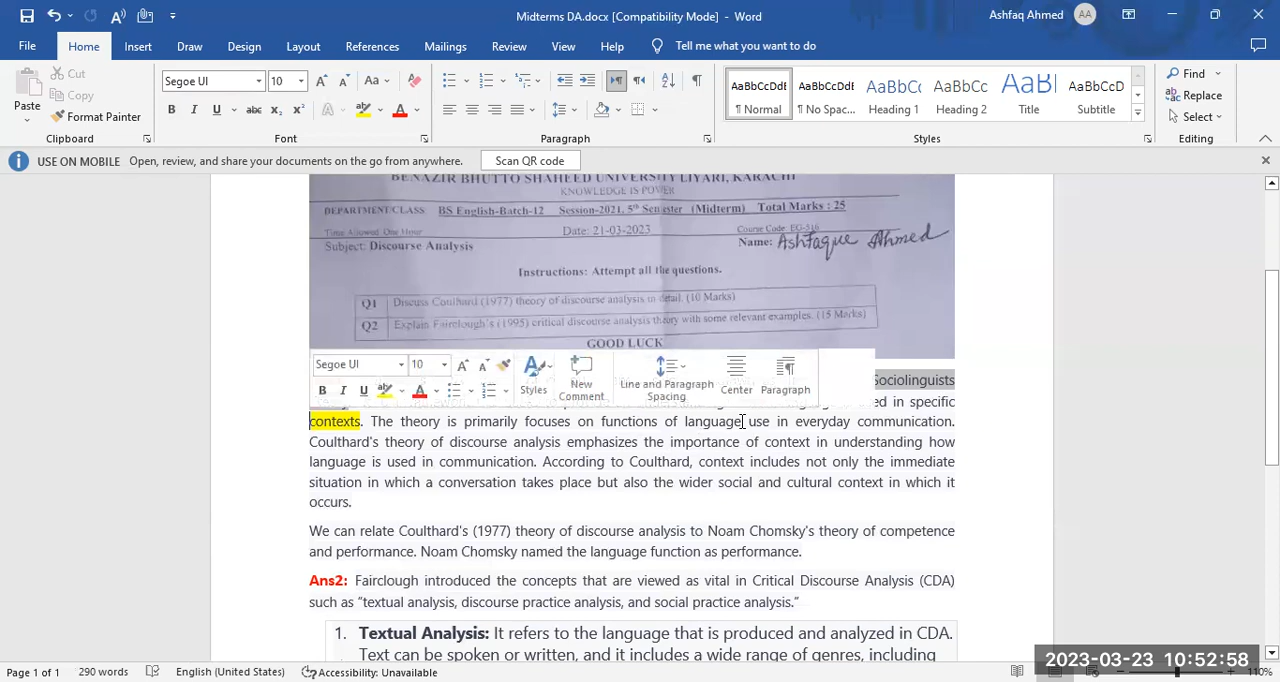 Midterms DA.docx [Compatibility Mode] - Word
Ashfaq Ahmed
AA
File Home Insert Draw Design Layout References Mailings Review View Help Tell me what you want to do
Paste
Cut
Copy
Format Painter
Clipboard
Segoe UI 10
Font
Paragraph
AaBbCcDdE AaBbCcDdE AaBbCc AaBbCc AaBl AaBbCcD
¶ Normal ¶ No Spac... Heading 1 Heading 2 Title Subtitle
Styles
Find
Replace
Select
Editing
USE ON MOBILE Open, review, and share your documents on the go from anywhere. Scan QR code
BENAZIR BHUTTO SHAHEED UNIVERSITY LIYARI, KARACHI
KNOWLEDGE IS POWER
DEPARTMENT/CLASS BS English-Batch-12 Session-2021, 5th Semester (Midterm) Total Marks : 25
Time Allowed: One Hour Date: 21-03-2023 Course Code: EG-516
Subject: Discourse Analysis Name: Ashfaque Ahmed
Instructions: Attempt all the questions.
Q1 Discuss Coulhard (1977) theory of discourse analysis in detail. (10 Marks)
Q2 Explain Fairclough's (1995) critical discourse analysis theory with some relevant examples. (15 Marks)
GOOD LUCK
Segoe UI 10
Styles
New Comment
Line and Paragraph Spacing
Center
Paragraph
Sociolinguists
in specific
contexts. The theory is primarily focuses on functions of language use in everyday communication.
Coulthard's theory of discourse analysis emphasizes the importance of context in understanding how
language is used in communication. According to Coulthard, context includes not only the immediate
situation in which a conversation takes place but also the wider social and cultural context in which it
occurs.
We can relate Coulthard's (1977) theory of discourse analysis to Noam Chomsky's theory of competence
and performance. Noam Chomsky named the language function as performance.
Ans2: Fairclough introduced the concepts that are viewed as vital in Critical Discourse Analysis (CDA)
such as “textual analysis, discourse practice analysis, and social practice analysis.”
1. Textual Analysis: It refers to the language that is produced and analyzed in CDA.
Text can be spoken or written, and it includes a wide range of genres, including
Page 1 of 1 290 words English (United States) Accessibility: Unavailable 110%
2023-03-23 10:52:58